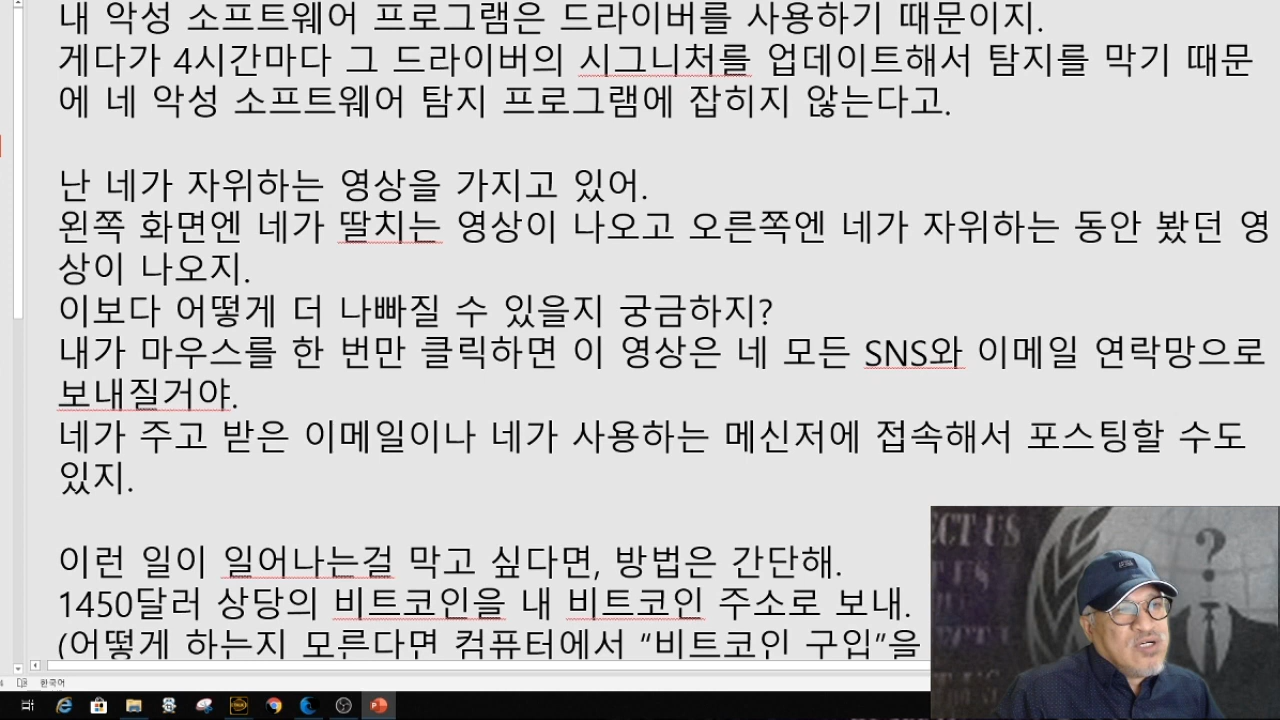 내 악성 소프트웨어 프로그램은 드라이버를 사용하기 때문이지.
게다가 4시간마다 그 드라이버의 시그니처를 업데이트해서 탐지를 막기 때문
에 네 악성 소프트웨어 탐지 프로그램에 잡히지 않는다고.
난 네가 자위하는 영상을 가지고 있어.
왼쪽 화면엔 네가 딸치는 영상이 나오고 오른쪽엔 네가 자위하는 동안 봤던 영
상이 나오지.
이보다 어떻게 더 나빠질 수 있을지 궁금하지?
내가 마우스를 한 번만 클릭하면 이 영상은 네 모든 SNS와 이메일 연락망으로
보내질거야.
네가 주고 받은 이메일이나 네가 사용하는 메신저에 접속해서 포스팅할 수도
있지.
이런 일이 일어나는걸 막고 싶다면, 방법은 간단해.
1450달러 상당의 비트코인을 내 비트코인 주소로 보내.
(어떻게 하는지 모른다면 컴퓨터에서 "비트코인 구입"을
한국어
ECT US